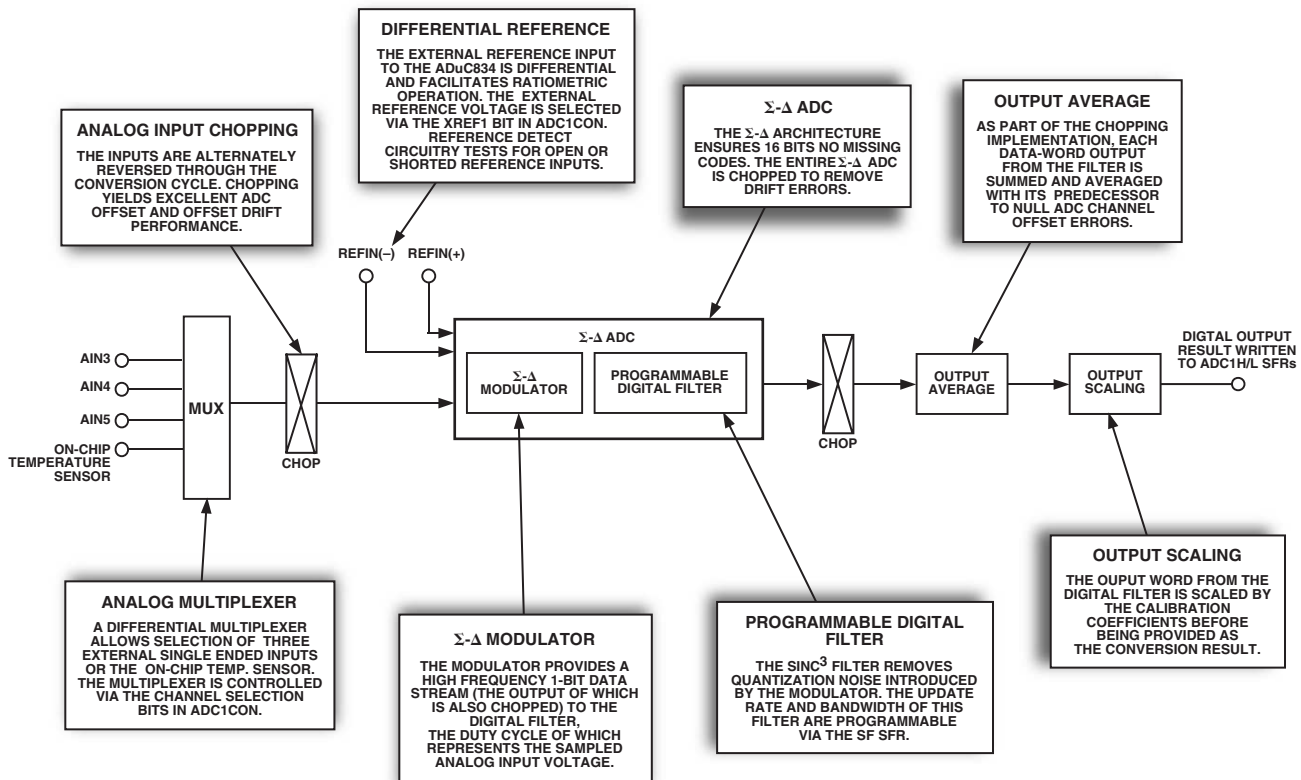 DIFFERENTIAL REFERENCE
THE EXTERNAL REFERENCE INPUT
TO THE ADuC834 IS DIFFERENTIAL
AND FACILITATES RATIOMETRIC
OPERATION. THE EXTERNAL
REFERENCE VOLTAGE IS SELECTED
VIA THE XREF1 BIT IN ADC1CON.
REFERENCE DETECT
CIRCUITRY TESTS FOR OPEN OR
SHORTED REFERENCE INPUTS.
ANALOG INPUT CHOPPING
THE INPUTS ARE ALTERNATELY
REVERSED THROUGH THE
CONVERSION CYCLE. CHOPPING
YIELDS EXCELLENT ADC
OFFSET AND OFFSET DRIFT
PERFORMANCE.
Σ-Δ ADC
THE Σ-Δ ARCHITECTURE
ENSURES 16 BITS NO MISSING
CODES. THE ENTIRE Σ-Δ ADC
IS CHOPPED TO REMOVE
DRIFT ERRORS.
OUTPUT AVERAGE
AS PART OF THE CHOPPING
IMPLEMENTATION, EACH
DATA-WORD OUTPUT
FROM THE FILTER IS
SUMMED AND AVERAGED
WITH ITS PREDECESSOR
TO NULL ADC CHANNEL
OFFSET ERRORS.
REFIN(–) REFIN(+)
AIN3
AIN4
AIN5
ON-CHIP
TEMPERATURE
SENSOR
MUX
CHOP
Σ-Δ ADC
Σ-Δ
MODULATOR
PROGRAMMABLE
DIGITAL FILTER
CHOP
OUTPUT
AVERAGE
OUTPUT
SCALING
DIGTAL OUTPUT
RESULT WRITTEN
TO ADC1H/L SFRs
ANALOG MULTIPLEXER
A DIFFERENTIAL MULTIPLEXER
ALLOWS SELECTION OF THREE
EXTERNAL SINGLE ENDED INPUTS
OR THE ON-CHIP TEMP. SENSOR.
THE MULTIPLEXER IS CONTROLLED
VIA THE CHANNEL SELECTION
BITS IN ADC1CON.
Σ-Δ MODULATOR
THE MODULATOR PROVIDES A
HIGH FREQUENCY 1-BIT DATA
STREAM (THE OUTPUT OF WHICH
IS ALSO CHOPPED) TO THE
DIGITAL FILTER,
THE DUTY CYCLE OF WHICH
REPRESENTS THE SAMPLED
ANALOG INPUT VOLTAGE.
PROGRAMMABLE DIGITAL
FILTER
THE SINC³ FILTER REMOVES
QUANTIZATION NOISE INTRODUCED
BY THE MODULATOR. THE UPDATE
RATE AND BANDWIDTH OF THIS
FILTER ARE PROGRAMMABLE
VIA THE SF SFR.
OUTPUT SCALING
THE OUPUT WORD FROM THE
DIGITAL FILTER IS SCALED BY
THE CALIBRATION
COEFFICIENTS BEFORE
BEING PROVIDED AS
THE CONVERSION RESULT.